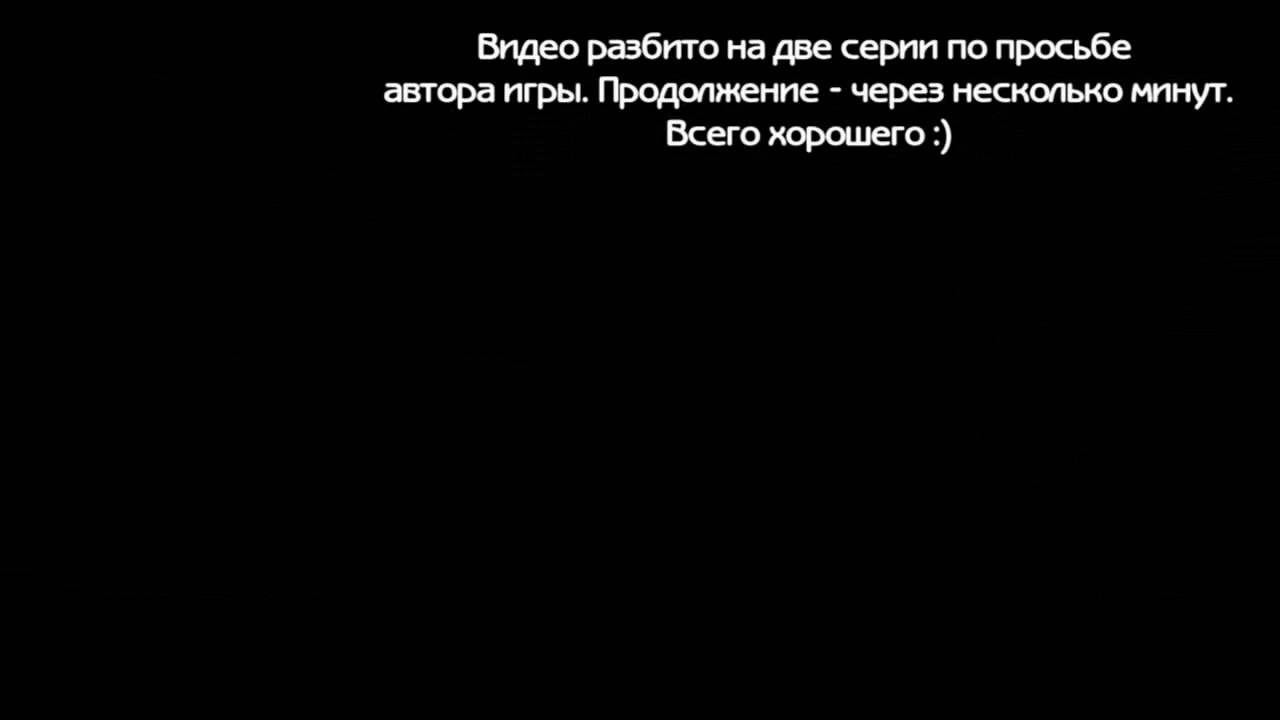 Видео разбито на две серии по просьбе
автора игры. Продолжение - через несколько минут.
Всего хорошего :)